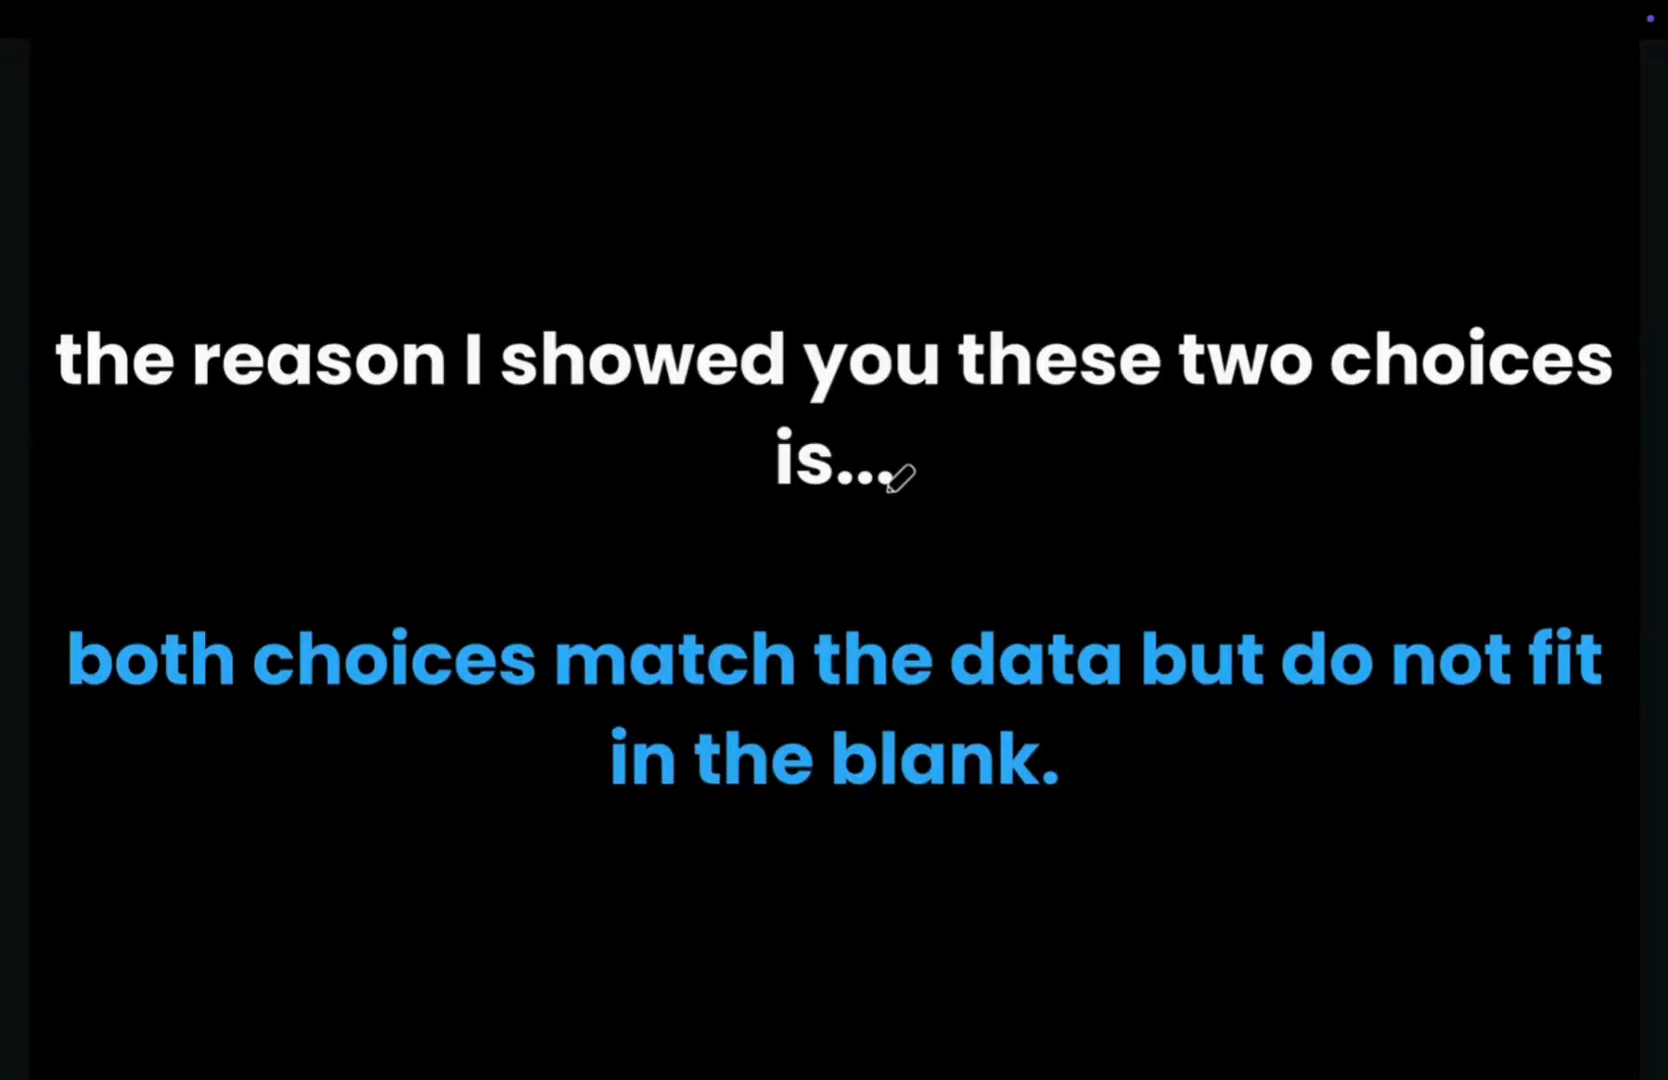 the reason I showed you these two choices
is...
both choices match the data but do not fit
in the blank.